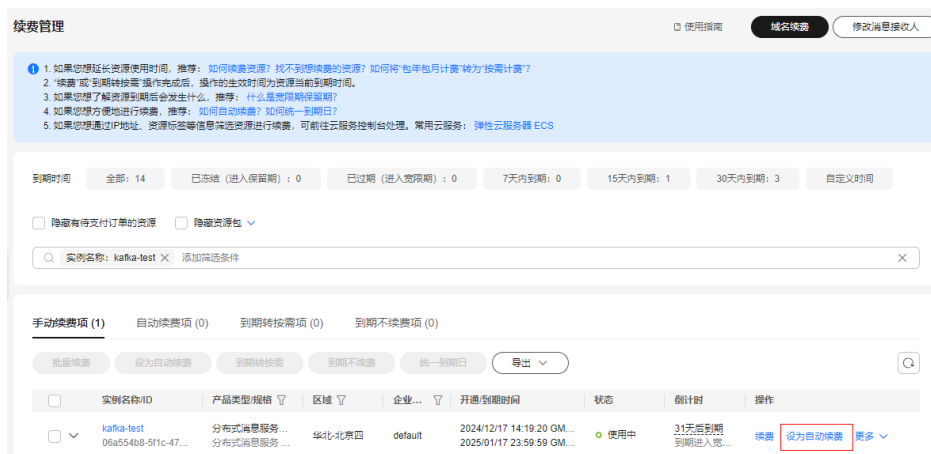 续费管理
使用指南 域名续费 修改消息接收人
1. 如果您想延长资源使用时间，推荐： 如何续费资源？找不到想续费的资源？如何将“包年包月计费”转为“按需计费”？
2. “续费”或“到期转按需”操作完成后，操作的生效时间为资源当前到期时间。
3. 如果您想了解资源到期后会发生什么，推荐： 什么是宽限期保留期？
4. 如果您想方便地进行续费，推荐： 如何自动续费？如何统一到期日？
5. 如果您想通过IP地址、资源标签等信息筛选资源进行续费，可前往云服务控制台处理。常用云服务： 弹性云服务器 ECS
到期时间 全部：14 已冻结（进入保留期）：0 已过期（进入宽限期）：0 7天内到期：0 15天内到期：1 30天内到期：3 自定义时间
隐藏有待支付订单的资源 隐藏资源包
实例名称：kafka-test 添加筛选条件
手动续费项 (1) 自动续费项 (0) 到期转按需项 (0) 到期不续费项 (0)
批量续费 设为自动续费 到期转按需 到期不续费 统一到期日 导出
实例名称/ID 产品类型/规格 区域 企业... 开通/到期时间 状态 倒计时 操作
kafka-test 分布式消息服务... 华北-北京四 default 2024/12/17 14:19:20 GM... 使用中 31天后到期 续费 设为自动续费 更多
06a554b8-5f1c-47... 分布式消息服务 ... 2025/01/17 23:59:59 GM... 到期进入宽...